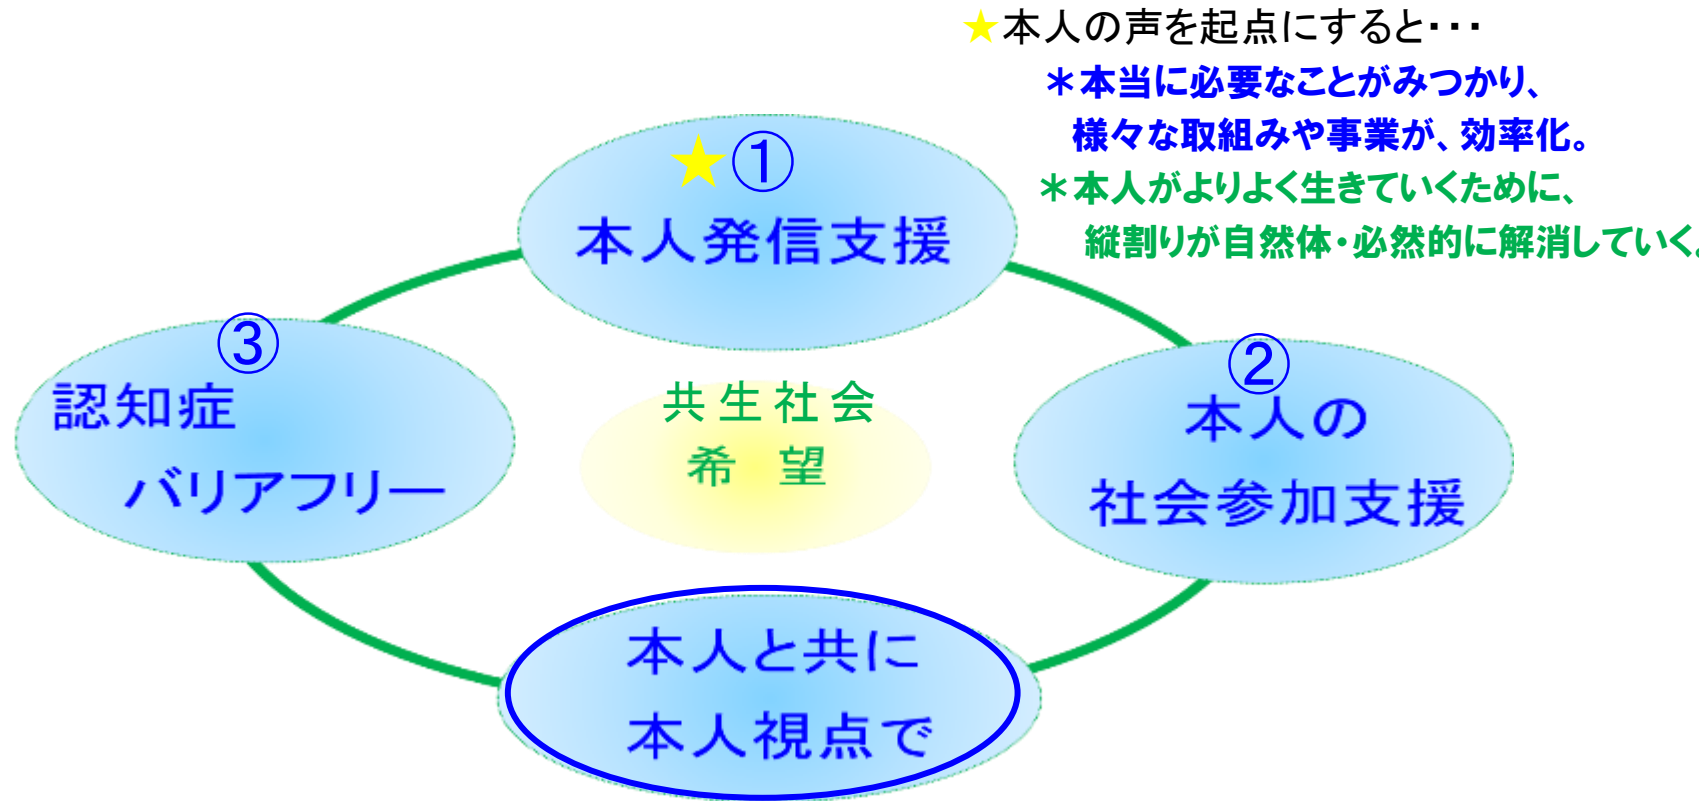 ★本人の声を起点にすると・・・
＊本当に必要なことがみつかり、
様々な取組みや事業が、効率化。
＊本人がよりよく生きていくために、
縦割りが自然体・必然的に解消していく。
★①
本人発信支援
③
認知症
バリアフリー
共生社会
希望
②
本人の
社会参加支援
本人と共に
本人視点で